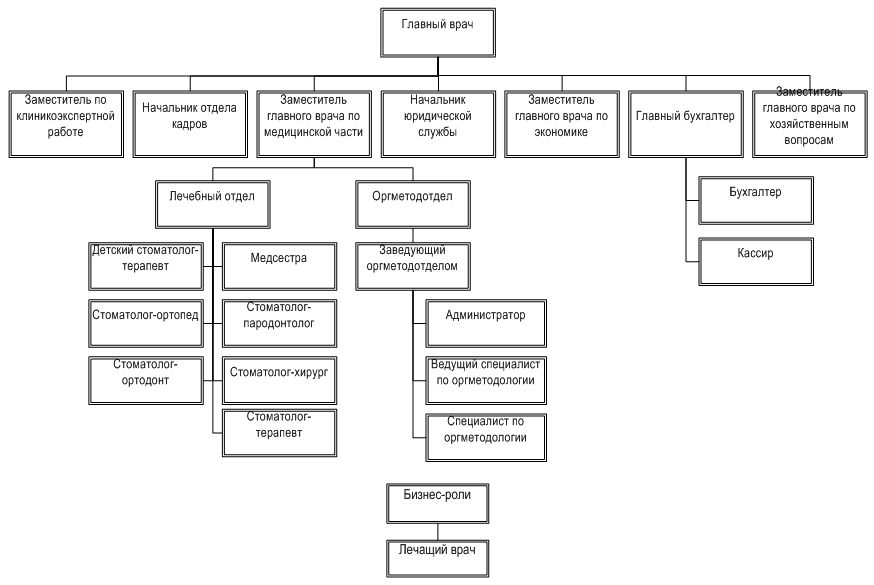 Главный врач
Заместитель по
клиникоэкспертной
работе
Начальник отдела
кадров
Заместитель
главного врача по
медицинской части
Начальник
юридической
службы
Заместитель
главного врача по
экономике
Главный бухгалтер
Заместитель
главного врача по
хозяйственным
вопросам
Лечебный отдел
Оргметодотдел
Бухгалтер
Детский стоматолог-
терапевт
Медсестра
Заведующий
оргметодотделом
Кассир
Стоматолог-ортопед
Стоматолог-
пародонтолог
Администратор
Стоматолог-
ортодонт
Стоматолог-хирург
Ведущий специалист
по оргметодологии
Стоматолог-
терапевт
Специалист по
оргметодологии
Бизнес-роли
Лечащий врач